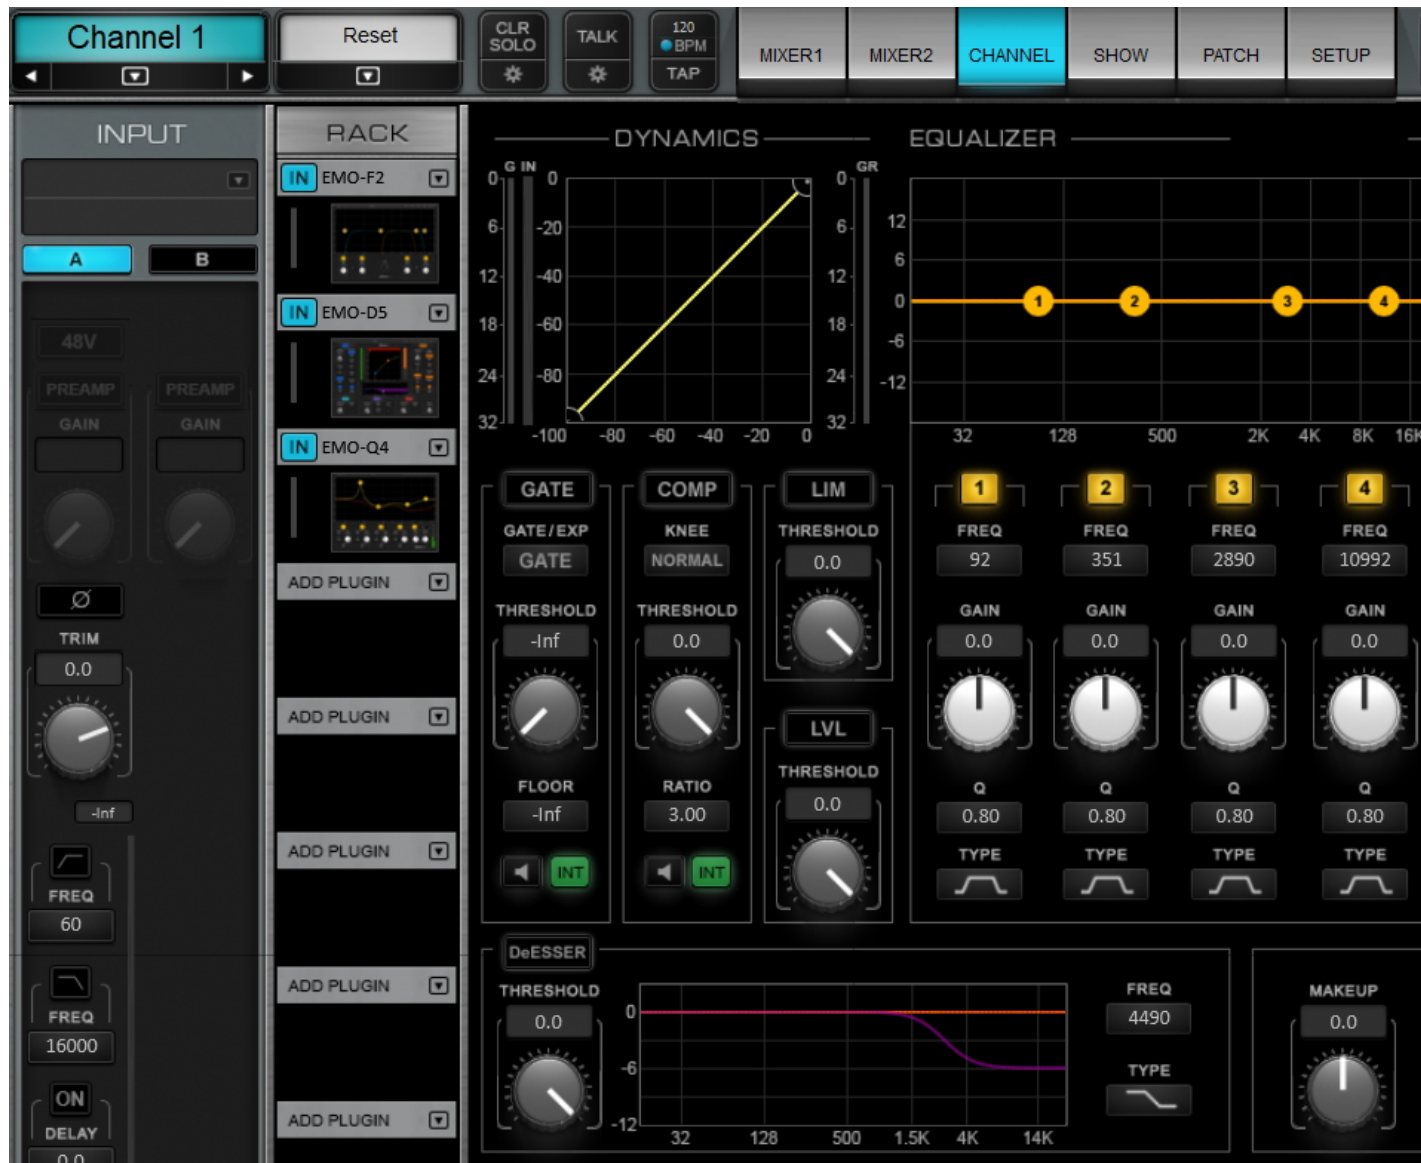 Channel 1
Reset
CLR SOLO
TALK
120
BPM
TAP
MIXER1
MIXER2
CHANNEL
SHOW
PATCH
SETUP
INPUT
A
B
48V
PREAMP
PREAMP
GAIN
GAIN
Ø
TRIM
0.0
-Inf
FREQ
60
FREQ
16000
ON
DELAY
0.0
RACK
IN EMO-F2
IN EMO-D5
IN EMO-Q4
ADD PLUGIN
ADD PLUGIN
ADD PLUGIN
ADD PLUGIN
ADD PLUGIN
DYNAMICS
G IN
GR
0
6
12
18
24
32
0
-20
-40
-60
-80
-100 -80 -60 -40 -20 0
0
6
12
18
24
32
GATE
GATE/EXP
GATE
THRESHOLD
-Inf
FLOOR
-Inf
INT
COMP
KNEE
NORMAL
THRESHOLD
0.0
RATIO
3.00
INT
LIM
THRESHOLD
0.0
LVL
THRESHOLD
0.0
EQUALIZER
12
6
0
-6
-12
1 2 3 4
32 128 500 2K 4K 8K 16K
1 2 3 4
FREQ FREQ FREQ FREQ
92 351 2890 10992
GAIN GAIN GAIN GAIN
0.0 0.0 0.0 0.0
Q Q Q Q
0.80 0.80 0.80 0.80
TYPE TYPE TYPE TYPE
DeESSER
THRESHOLD
0.0
0
-6
-12
32 128 500 1.5K 4K 14K
FREQ
4490
TYPE
MAKEUP
0.0